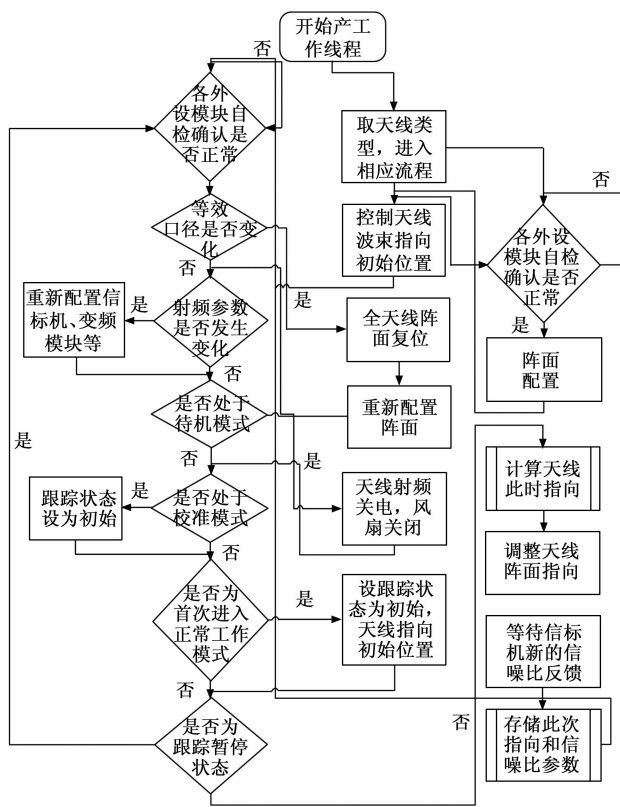 开始产工
作线程
否
各外
设模块自
检确认是
否正常
取天线类
型，进入
相应流程
否
等效
口径是否变
化
控制天线
波束指向
初始位置
各外设
模块自检
确认是否
正常
否
是
重新配置信
标机、变频
模块等
是
射频参数
是否发生
变化
全天线阵
面复位
是
阵面
配置
否
是否处于
待机模式
重新配置
阵面
是
否
是
计算天线
此时指向
跟踪状态
设为初始
是
是否处于
校准模式
天线射频
关电，风
扇关闭
调整天线
阵面指向
否
是否为
首次进入
正常工作
模式
是
设跟踪状
态为初始，
天线指向
初始位置
等待信标
机新的信
噪比反馈
是
否
是否为
跟踪暂停
状态
否
存储此次
指向和信
噪比参数